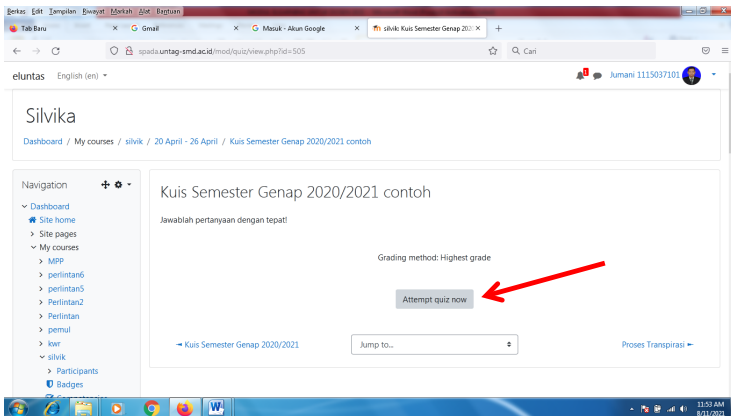 Berkas Edit Tampilan Riwayat Markah Alat Bantuan
Tab Baru
Gmail
Masuk - Akun Google
silvik: Kuis Semester Genap 202
spada.untag-smd.ac.id/mod/quiz/view.php?id=505
Cari
eluntas English (en)
Jumani 1115037101
Silvika
Dashboard / My courses / silvik / 20 April - 26 April / Kuis Semester Genap 2020/2021 contoh
Navigation
Dashboard
Site home
Site pages
My courses
MPP
perlintan6
perlintan5
Perlintan2
Perlintan
pemul
kwr
silvik
Participants
Badges
Kuis Semester Genap 2020/2021 contoh
Jawablah pertanyaan dengan tepat!
Grading method: Highest grade
Attempt quiz now
◄ Kuis Semester Genap 2020/2021
Jump to...
Proses Transpirasi ►
11:53 AM
8/11/2021